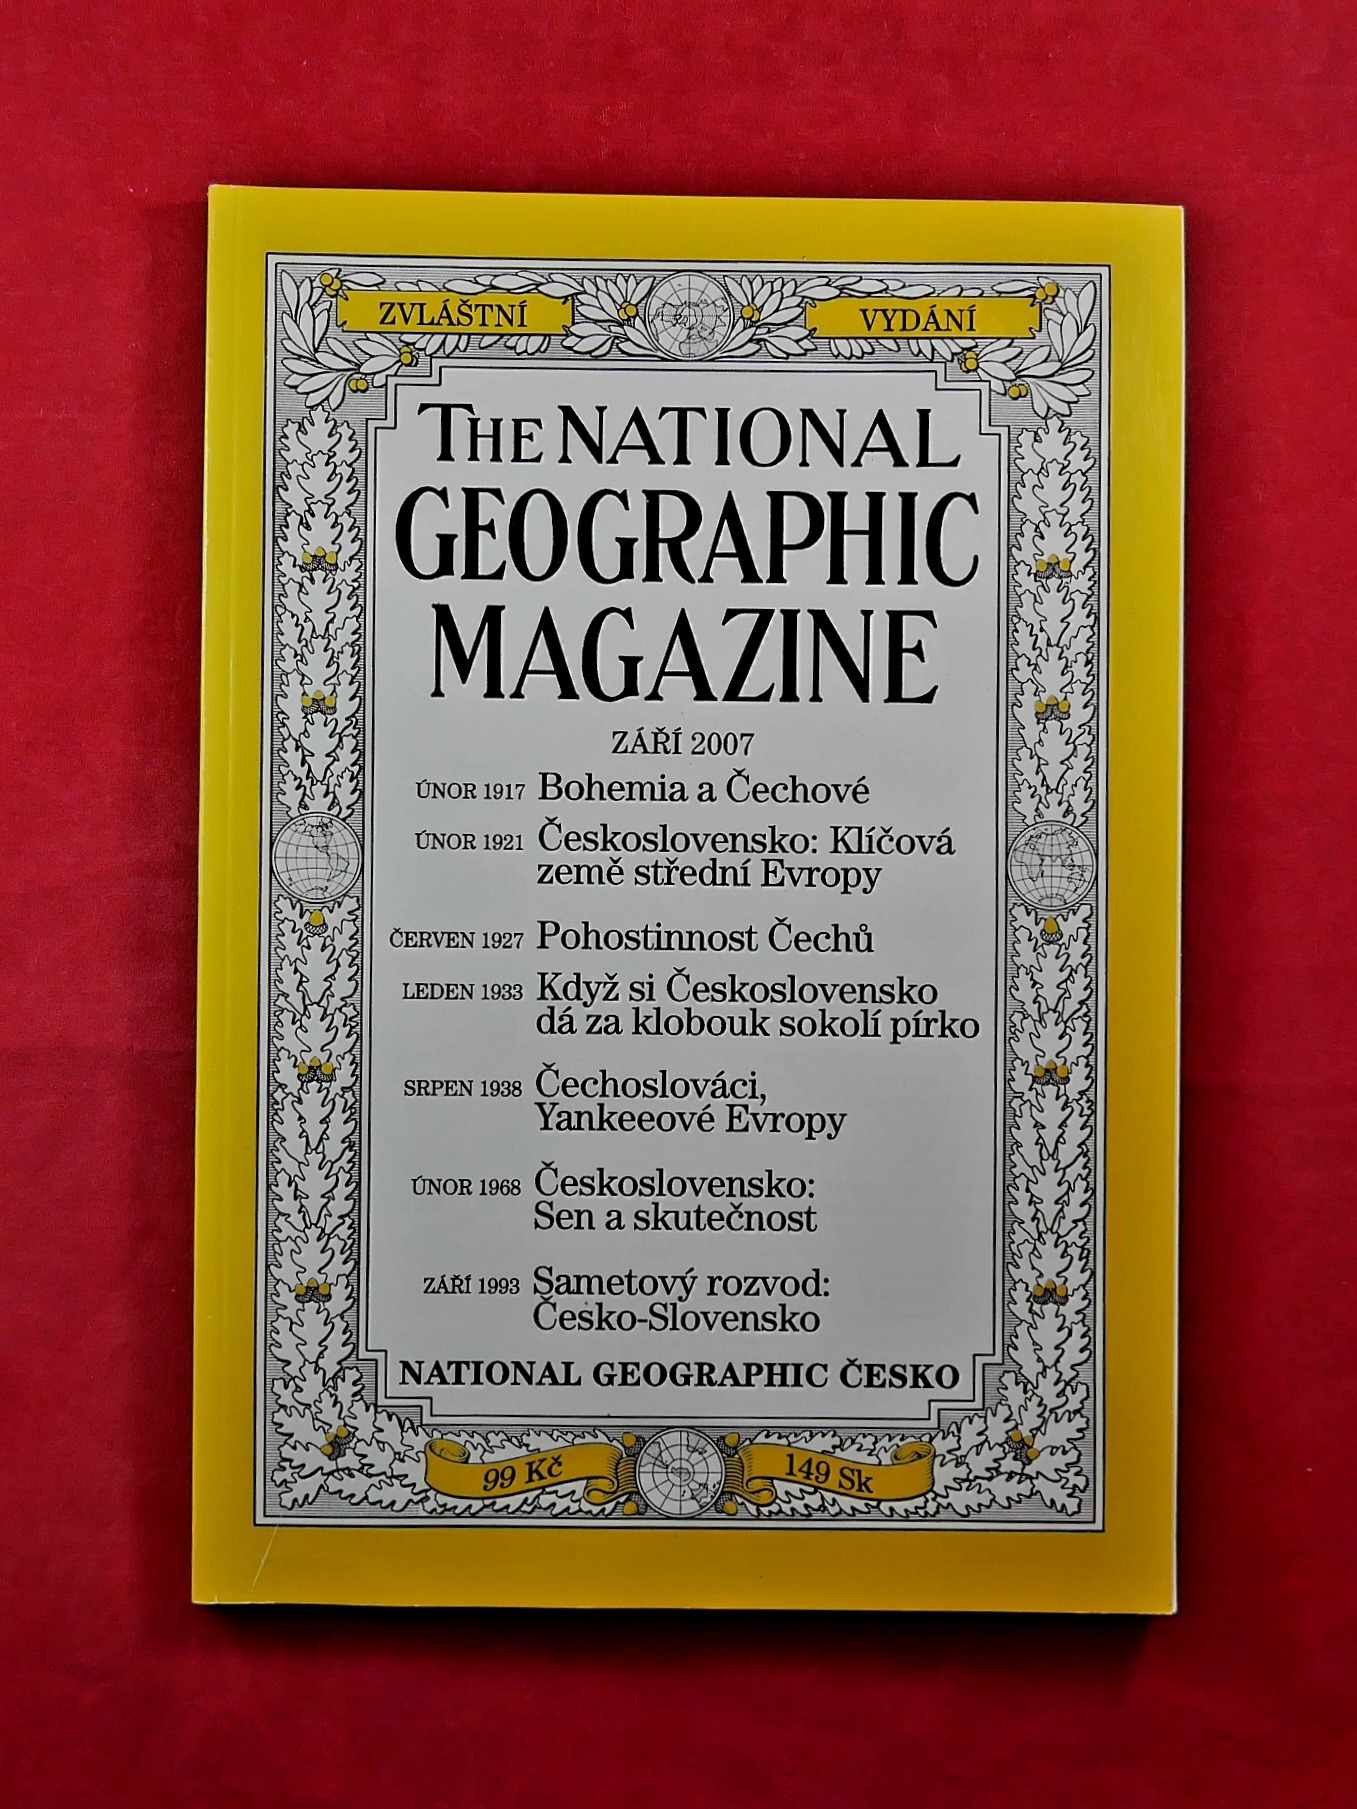 ZVLÁŠTNÍ VYDÁNÍ
THE NATIONAL
GEOGRAPHIC
MAGAZINE
ZÁŘÍ 2007
ÚNOR 1917 Bohemia a Čechové
ÚNOR 1921 Československo: Klíčová
země střední Evropy
ČERVEN 1927 Pohostinnost Čechů
LEDEN 1933 Když si Československo
dá za klobouk sokolí pírko
SRPEN 1938 Čechoslováci,
Yankeeové Evropy
ÚNOR 1968 Československo:
Sen a skutečnost
ZÁŘÍ 1993 Sametový rozvod:
Česko-Slovensko
NATIONAL GEOGRAPHIC ČESKO
99 Kč 149 Sk